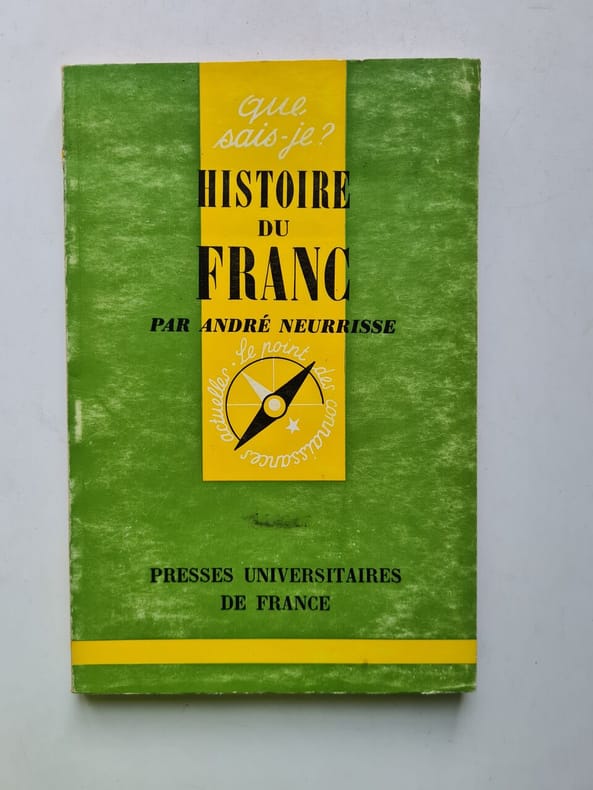 que
sais-je?
HISTOIRE
DU
FRANC
PAR ANDRÉ NEURRISSE
le point des connaissances actuelles.
PRESSES UNIVERSITAIRES
DE FRANCE